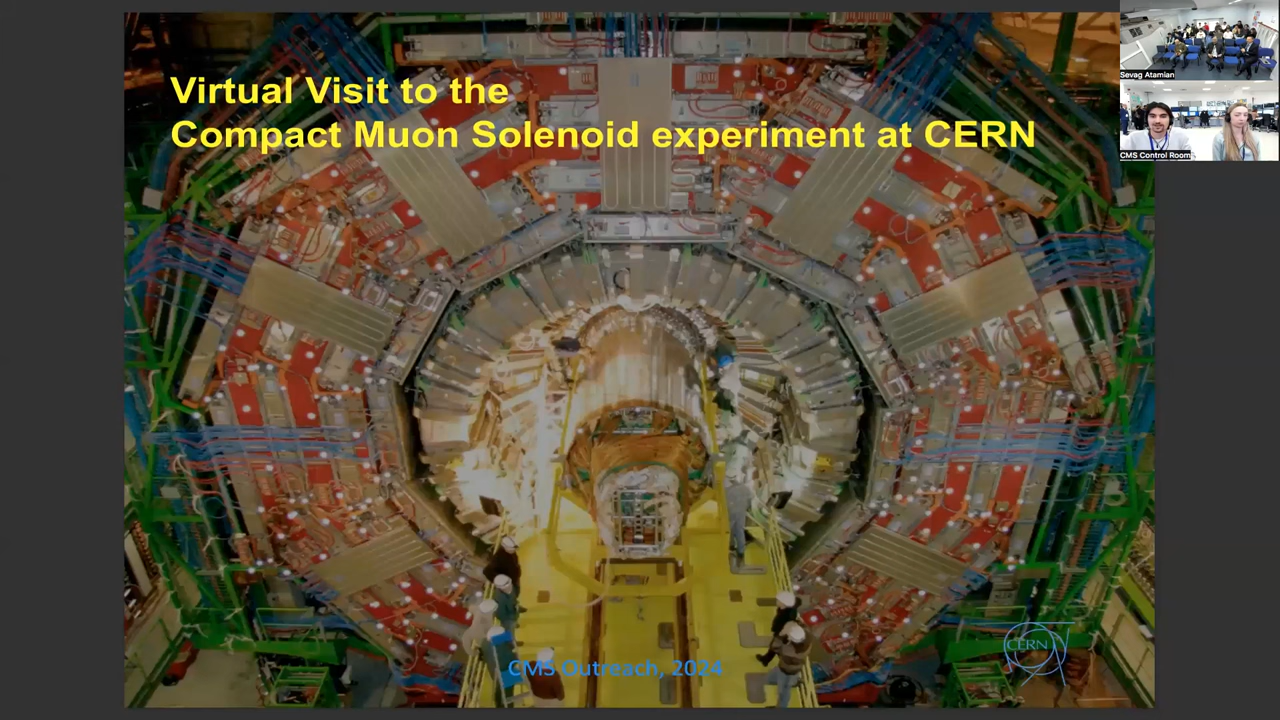 Virtual Visit to the
Compact Muon Solenoid experiment at CERN
Sevag Atamian
CMS Control Room
CMS Outreach, 2024
CERN